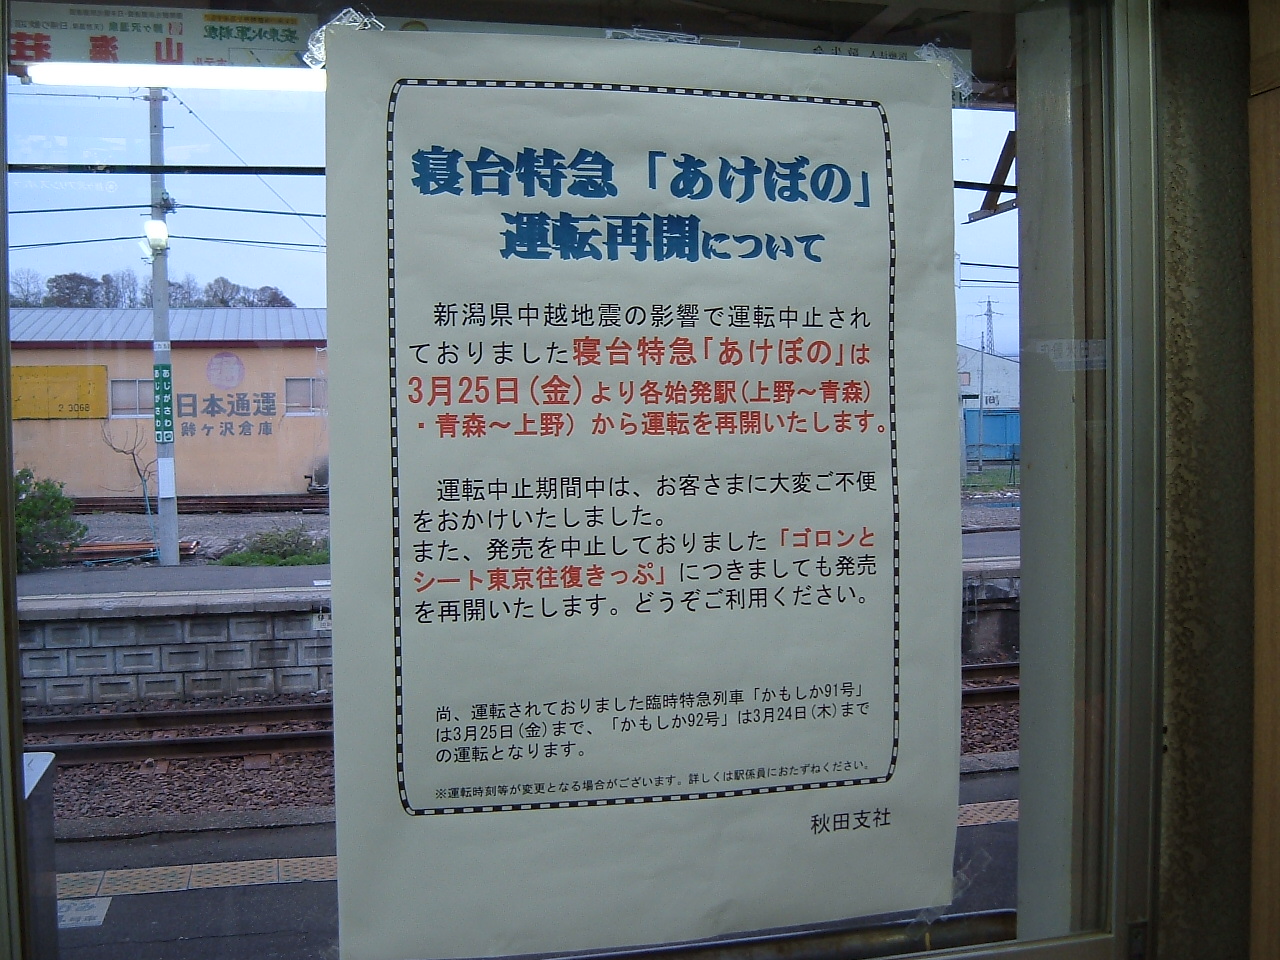 山海荘
寝台特急「あけぼの」
運転再開について
新潟県中越地震の影響で運転中止され
ておりました寝台特急「あけぼの」は
3月25日(金)より各始発駅(上野～青森)
・青森～上野）から運転を再開いたします。
運転中止期間中は、お客さまに大変ご不便
をおかけいたしました。
また、発売を中止しておりました「ゴロンと
シート東京往復きっぷ」につきましても発売
を再開いたします。どうぞご利用ください。
尚、運転されておりました臨時特急列車「かもしか91号」
は3月25日(金)まで、「かもしか92号」は3月24日(木)まで
の運転となります。
※運転時刻等が変更となる場合がございます。詳しくは駅係員におたずねください。
秋田支社
あじがさわ
あじがさわ
日本通運
鰺ケ沢倉庫